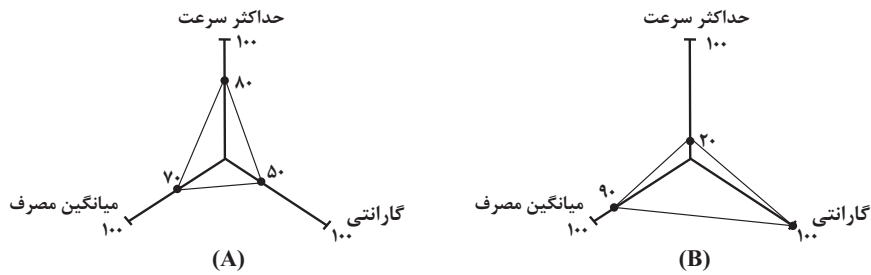 حداکثر سرعت
۱۰۰
۸۰
۷۰
۵۰
میانگین مصرف
۱۰۰
گارانتی
۱۰۰
(A)
حداکثر سرعت
۱۰۰
۲۰
۹۰
میانگین مصرف
۱۰۰
گارانتی
۱۰۰
(B)